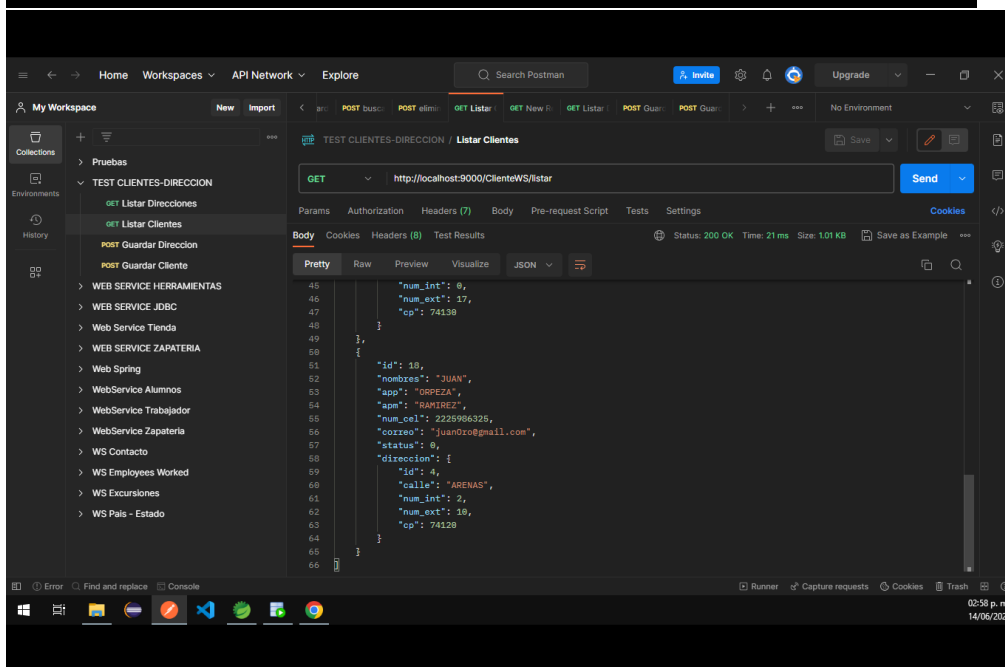 Home Workspaces API Network Explore Search Postman Invite Upgrade
My Workspace New Import POST busc POST elimin GET Listar GET New R GET Listar POST Guar POST Guar No Environment
Collections
Environments
History
Pruebas
TEST CLIENTES-DIRECCION
GET Listar Direcciones
GET Listar Clientes
POST Guardar Direccion
POST Guardar Cliente
WEB SERVICE HERRAMIENTAS
WEB SERVICE JDBC
Web Service Tienda
WEB SERVICE ZAPATERIA
Web Spring
WebService Alumnos
WebService Trabajador
WebService Zapateria
WS Contacto
WS Employees Worked
WS Excursiones
WS Pais - Estado
HTTP TEST CLIENTES-DIRECCION / Listar Clientes Save
GET http://localhost:9000/ClienteWS/listar Send
Params Authorization Headers (7) Body Pre-request Script Tests Settings Cookies
Body Cookies Headers (8) Test Results Status: 200 OK Time: 21 ms Size: 1.01 KB Save as Example
Pretty Raw Preview Visualize JSON
45 "num_int": 0,
46 "num_ext": 17,
47 "cp": 74130
48 }
49 },
50 {
51 "id": 18,
52 "nombres": "JUAN",
53 "app": "ORPEZA",
54 "apm": "RAMIREZ",
55 "num_cel": 2225986325,
56 "correo": "juanOro@gmail.com",
57 "status": 0,
58 "direccion": {
59 "id": 4,
60 "calle": "ARENAS",
61 "num_int": 2,
62 "num_ext": 10,
63 "cp": 74120
64 }
65 }
66 ]
Error Find and replace Console Runner Capture requests Cookies Trash
02:58 p. m
14/06/202